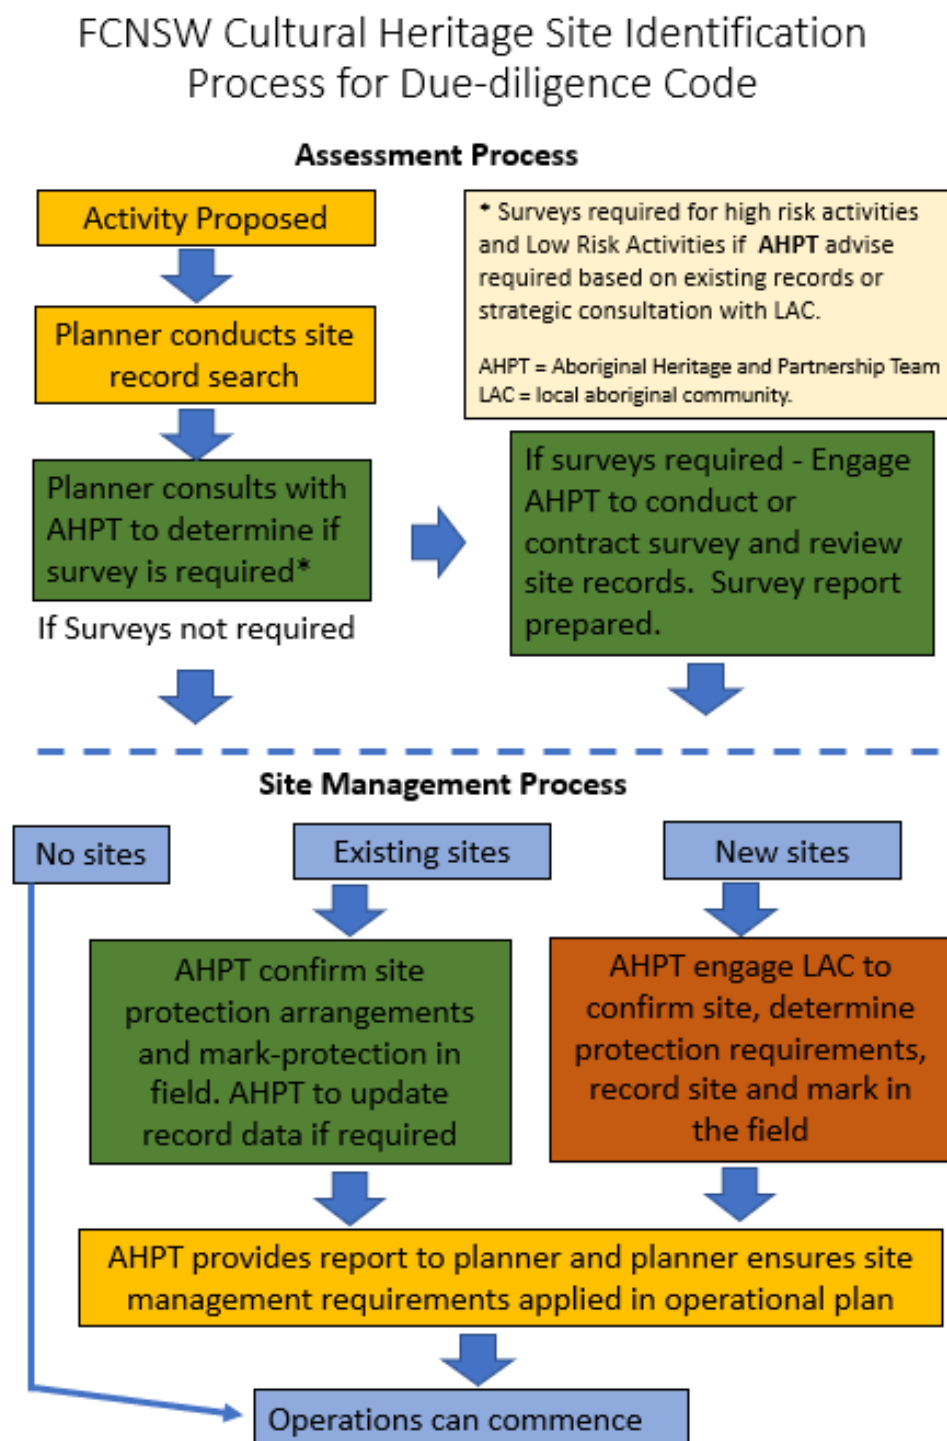 FCNSW Cultural Heritage Site Identification
Process for Due-diligence Code
Assessment Process
Activity Proposed
Planner conducts site
record search
Planner consults with
AHPT to determine if
survey is required*
If Surveys not required
* Surveys required for high risk activities
and Low Risk Activities if AHPT advise
required based on existing records or
strategic consultation with LAC.
AHPT = Aboriginal Heritage and Partnership Team
LAC = local aboriginal community.
If surveys required - Engage
AHPT to conduct or
contract survey and review
site records. Survey report
prepared.
Site Management Process
No sites
Existing sites
New sites
AHPT confirm site
protection arrangements
and mark-protection in
field. AHPT to update
record data if required
AHPT engage LAC to
confirm site, determine
protection requirements,
record site and mark in
the field
AHPT provides report to planner and planner ensures site
management requirements applied in operational plan
Operations can commence